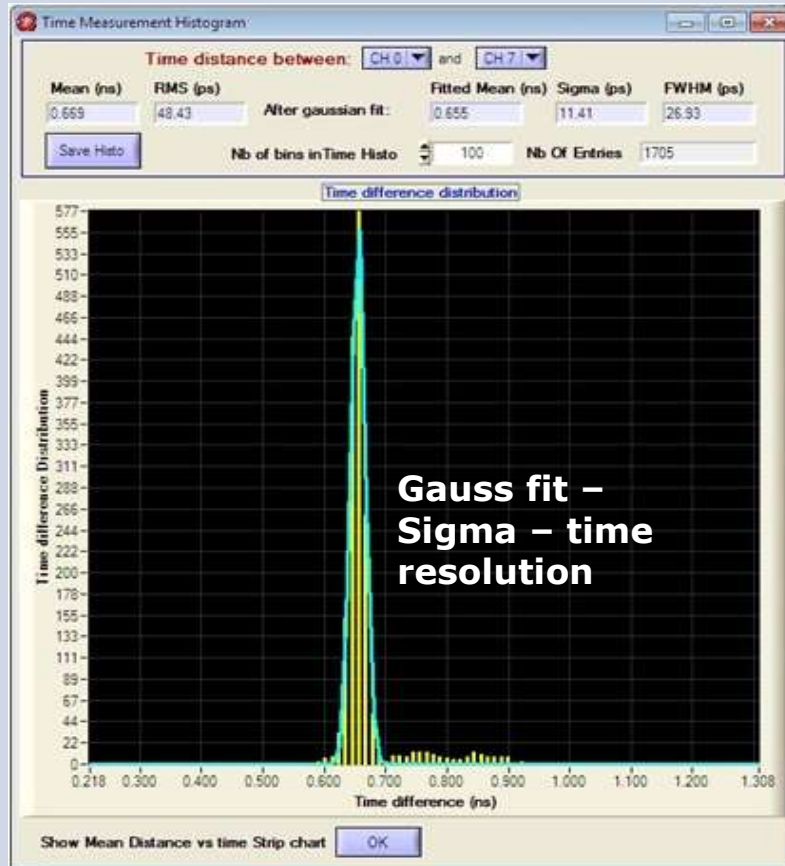 Time Measurement Histogram
Time distance between: CH 0 and CH 7
Mean (ns) RMS (ps) Fitted Mean (ns) Sigma (ps) FWHM (ps)
0.669 48.43 After gaussian fit: 0.655 11.41 26.93
Save Histo Nb of bins in Time Histo 100 Nb Of Entries 1705
Time difference distribution
577
555
533
510
488
466
444
422
399
377
355
333
311
288
266
244
222
200
178
155
133
111
89
67
44
22
0
Time difference Distribution
Gauss fit –
Sigma – time
resolution
0.218 0.300 0.400 0.500 0.600 0.700 0.800 0.900 1.000 1.100 1.200 1.308
Time difference (ns)
Show Mean Distance vs time Strip chart OK